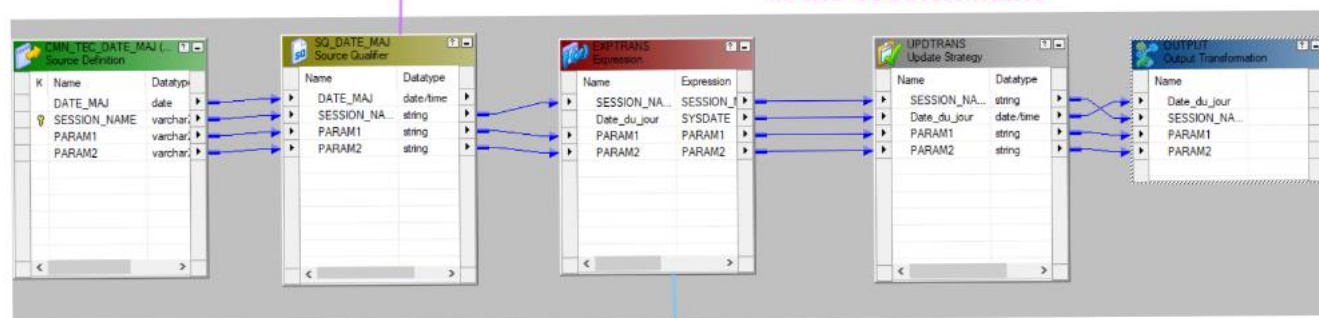 CMN_TEC_DATE_MAJ (...
Source Definition
K Name Datatyp
DATE_MAJ date
SESSION_NAME varchar2
PARAM1 varchar2
PARAM2 varchar2
SQ_DATE_MAJ
Source Qualifier
Name Datatype
DATE_MAJ date/time
SESSION_NA... string
PARAM1 string
PARAM2 string
EXPTRANS
Expression
Name Expression
SESSION_NA... SESSION_N
Date_du_jour SYSDATE
PARAM1 PARAM1
PARAM2 PARAM2
UPDTRANS
Update Strategy
Name Datatype
SESSION_NA... string
Date_du_jour date/time
PARAM1 string
PARAM2 string
OUTPUT
Output Transformation
Name
Date_du_jour
SESSION_NA...
PARAM1
PARAM2